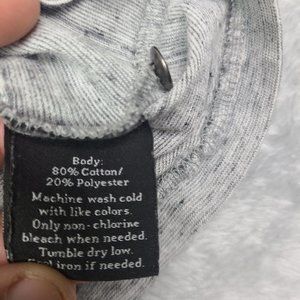 Body:
80% Cotton/
20% Polyester
Machine wash cold
with like colors.
Only non- chlorine
bleach when needed.
Tumble dry low.
iron if needed.